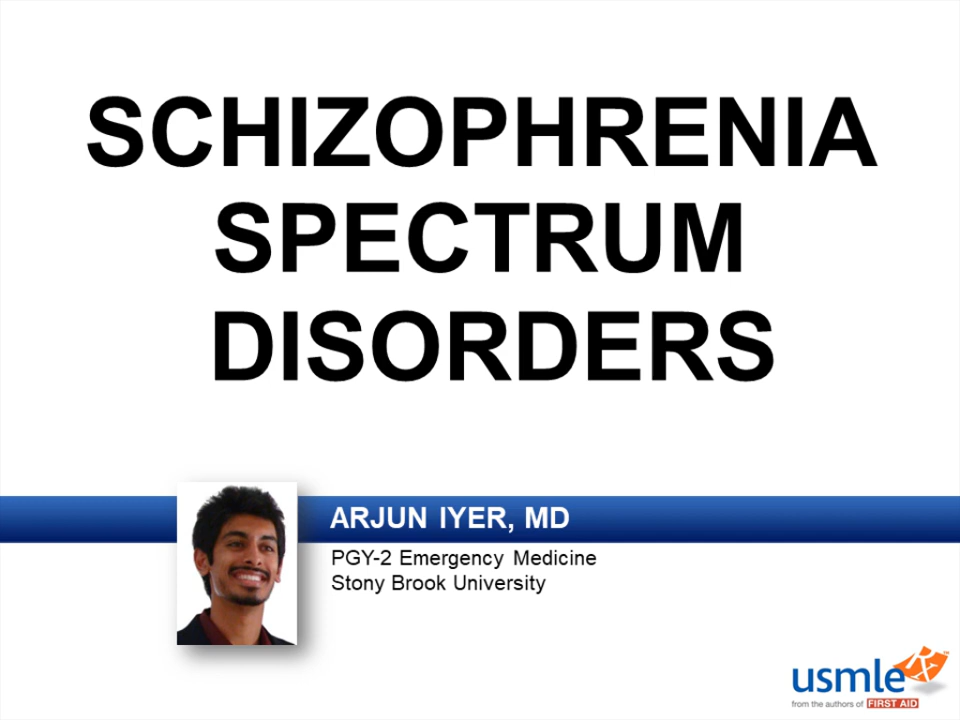 SCHIZOPHRENIA
SPECTRUM
DISORDERS
ARJUN IYER, MD
PGY-2 Emergency Medicine
Stony Brook University
usmle Rx™
from the authors of FIRST AID